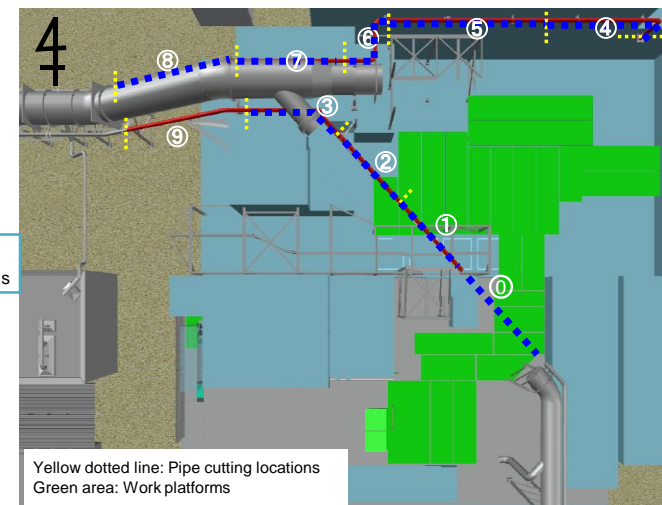 ⑥ ⑤ ④
⑧ ⑦
③
⑨
②
①
⓪
s
Yellow dotted line: Pipe cutting locations
Green area: Work platforms